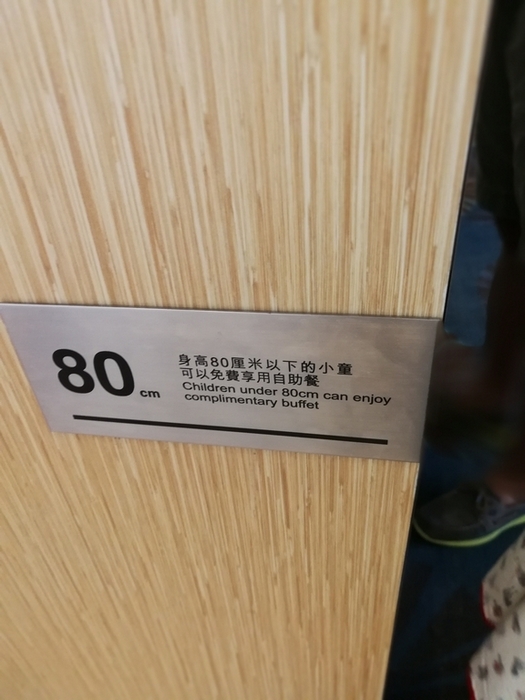 80 cm
身高80厘米以下的小童
可以免費享用自助餐
Children under 80cm can enjoy
complimentary buffet